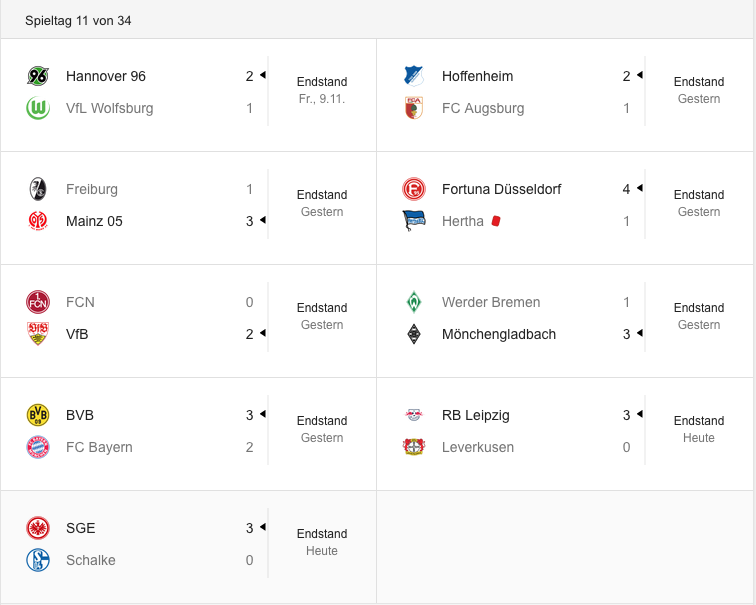 Spieltag 11 von 34
Hannover 96 2
VfL Wolfsburg 1
Endstand
Fr., 9.11.
Hoffenheim 2
FC Augsburg 1
Endstand
Gestern
Freiburg 1
Mainz 05 3
Endstand
Gestern
Fortuna Düsseldorf 4
Hertha 1
Endstand
Gestern
FCN 0
VfB 2
Endstand
Gestern
Werder Bremen 1
Mönchengladbach 3
Endstand
Gestern
BVB 3
FC Bayern 2
Endstand
Gestern
RB Leipzig 3
Leverkusen 0
Endstand
Heute
SGE 3
Schalke 0
Endstand
Heute